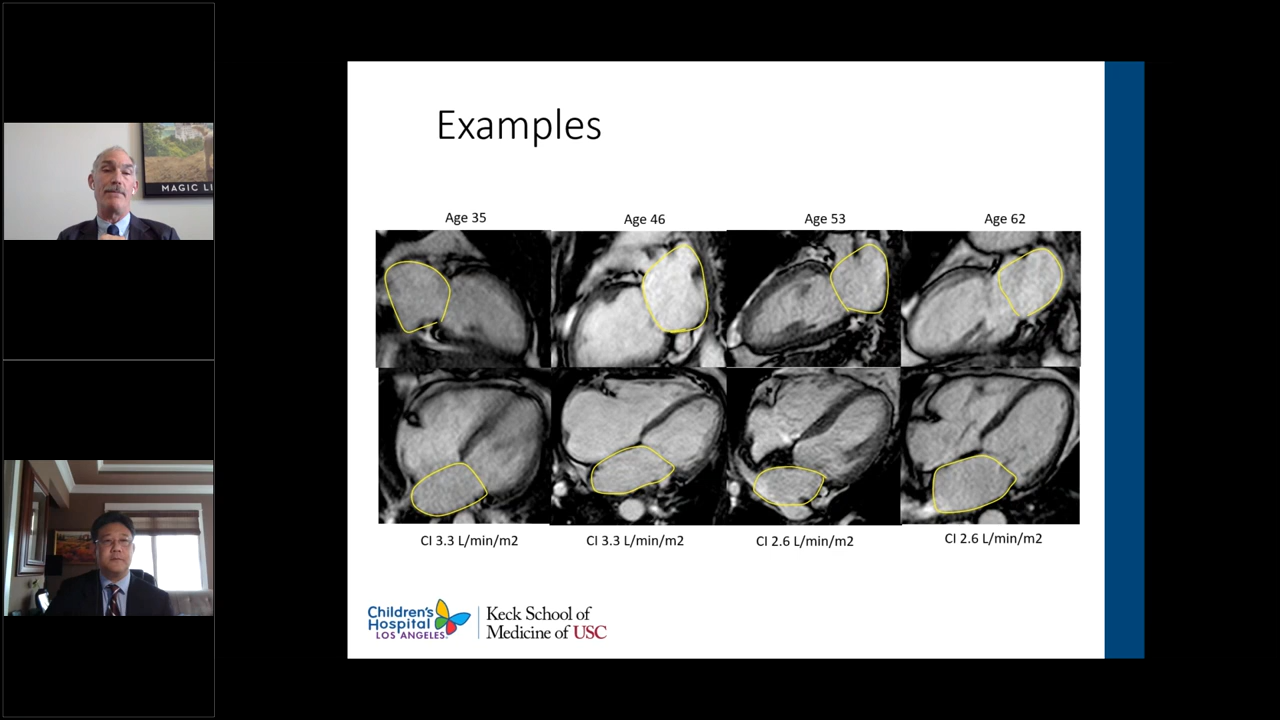 MAGIC LI
Examples
Age 35
Age 46
Age 53
Age 62
CI 3.3 L/min/m2
CI 3.3 L/min/m2
CI 2.6 L/min/m2
CI 2.6 L/min/m2
Children's
Hospital
LOS ANGELES
Keck School of
Medicine of USC